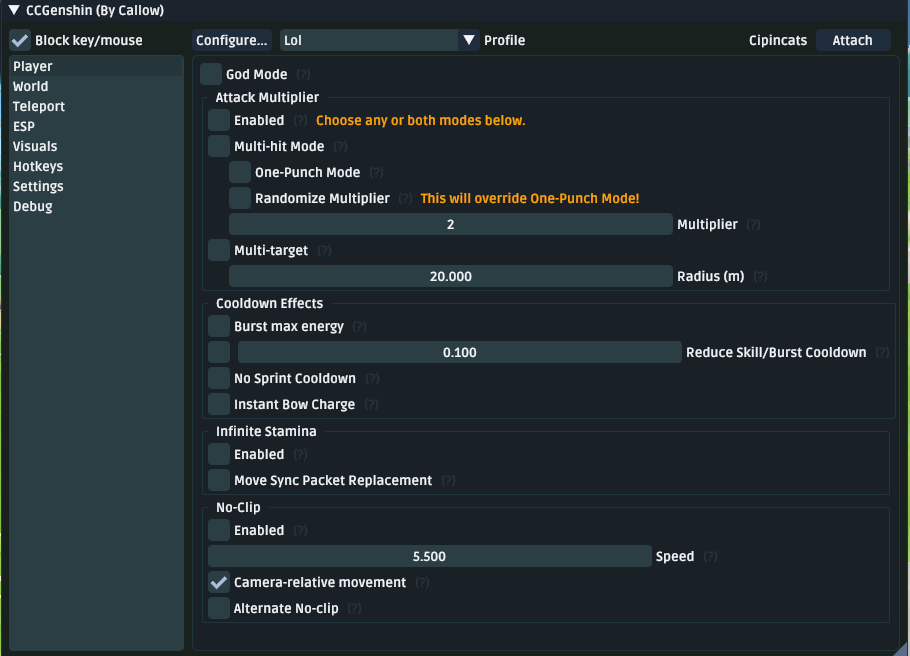 CCGenshin (By Callow)
Block key/mouse Configure... Lol Profile Cipincats Attach
Player
World
Teleport
ESP
Visuals
Hotkeys
Settings
Debug
God Mode (?)
Attack Multiplier
Enabled (?) Choose any or both modes below.
Multi-hit Mode (?)
One-Punch Mode (?)
Randomize Multiplier (?) This will override One-Punch Mode!
2 Multiplier (?)
Multi-target (?)
20.000 Radius (m) (?)
Cooldown Effects
Burst max energy (?)
0.100 Reduce Skill/Burst Cooldown (?)
No Sprint Cooldown (?)
Instant Bow Charge (?)
Infinite Stamina
Enabled (?)
Move Sync Packet Replacement (?)
No-Clip
Enabled (?)
5.500 Speed (?)
Camera-relative movement (?)
Alternate No-clip (?)